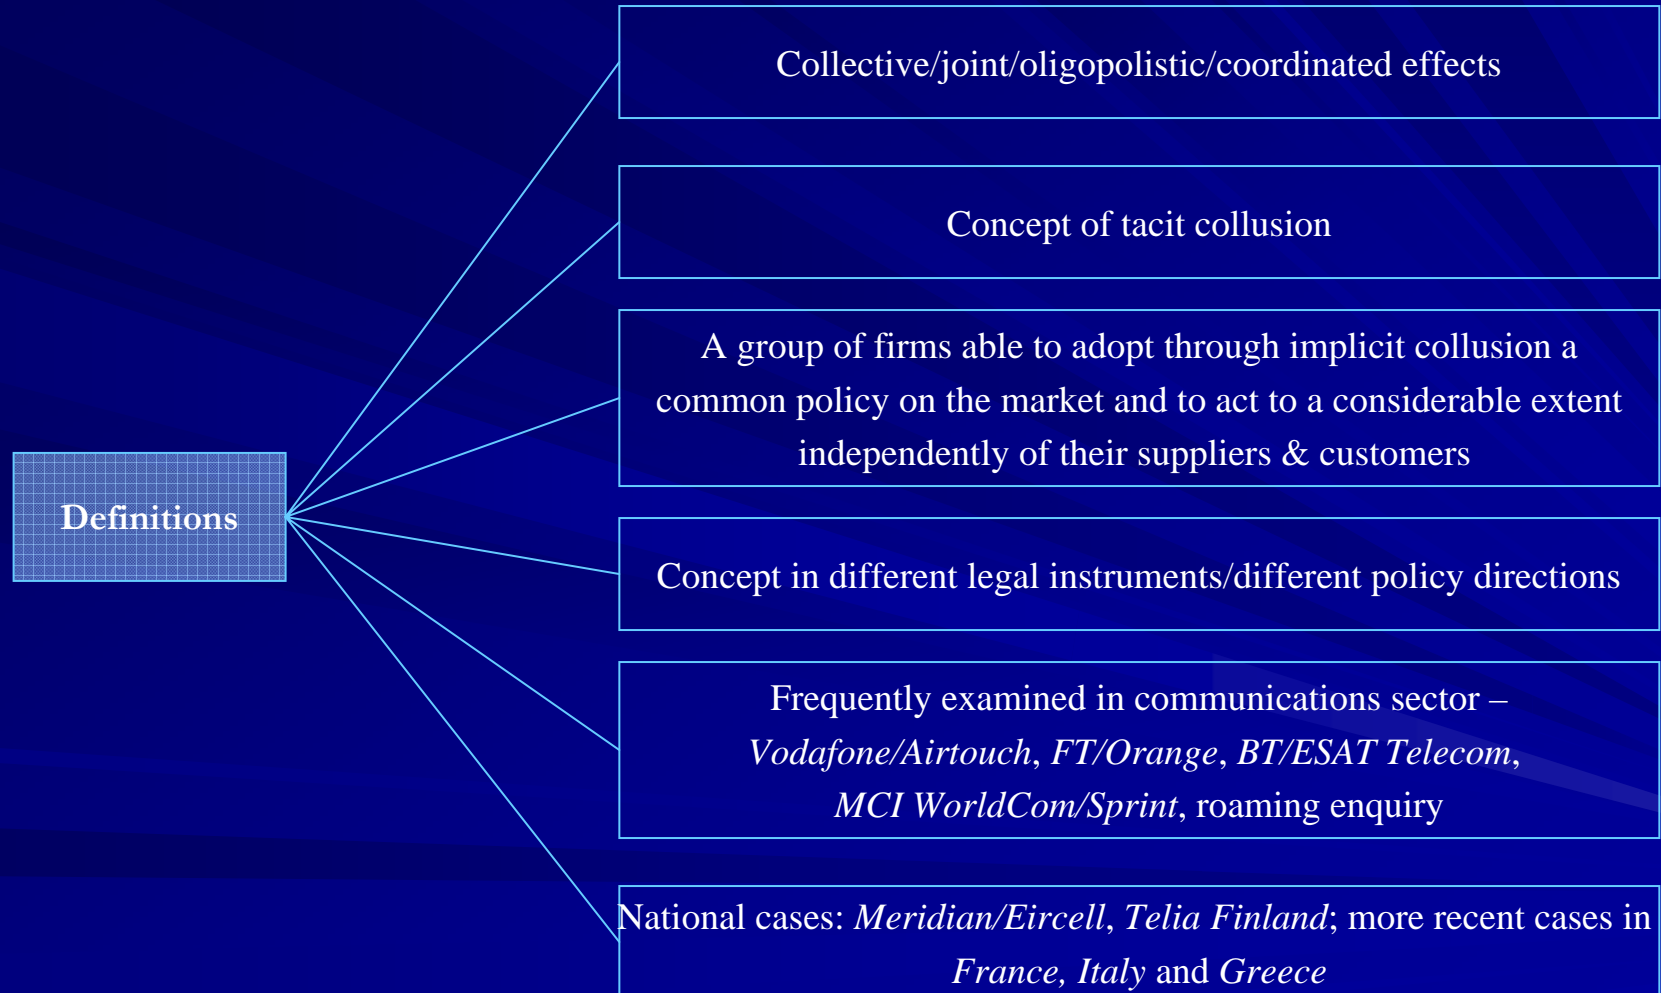 Collective/joint/oligopolistic/coordinated effects
Concept of tacit collusion
A group of firms able to adopt through implicit collusion a
common policy on the market and to act to a considerable extent
independently of their suppliers & customers
Definitions
Concept in different legal instruments/different policy directions
Frequently examined in communications sector –
Vodafone/Airtouch, FT/Orange, BT/ESAT Telecom,
MCI WorldCom/Sprint, roaming enquiry
National cases: Meridian/Eircell, Telia Finland; more recent cases in
France, Italy and Greece